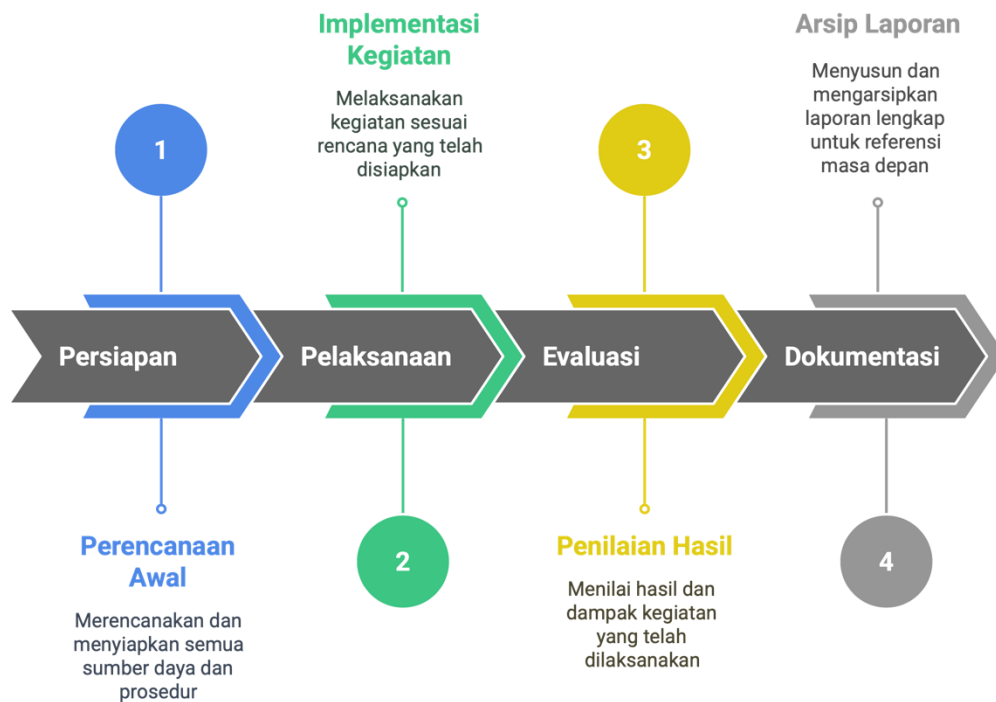 Implementasi
Kegiatan
Melaksanakan
kegiatan sesuai
rencana yang telah
disiapkan
Arsip Laporan
Menyusun dan
mengarsipkan
laporan lengkap
untuk referensi
masa depan
1
3
Persiapan
Pelaksanaan
Evaluasi
Dokumentasi
Perencanaan
Awal
Merencanakan dan
menyiapkan semua
sumber daya dan
prosedur
2
Penilaian Hasil
Menilai hasil dan
dampak kegiatan
yang telah
dilaksanakan
4